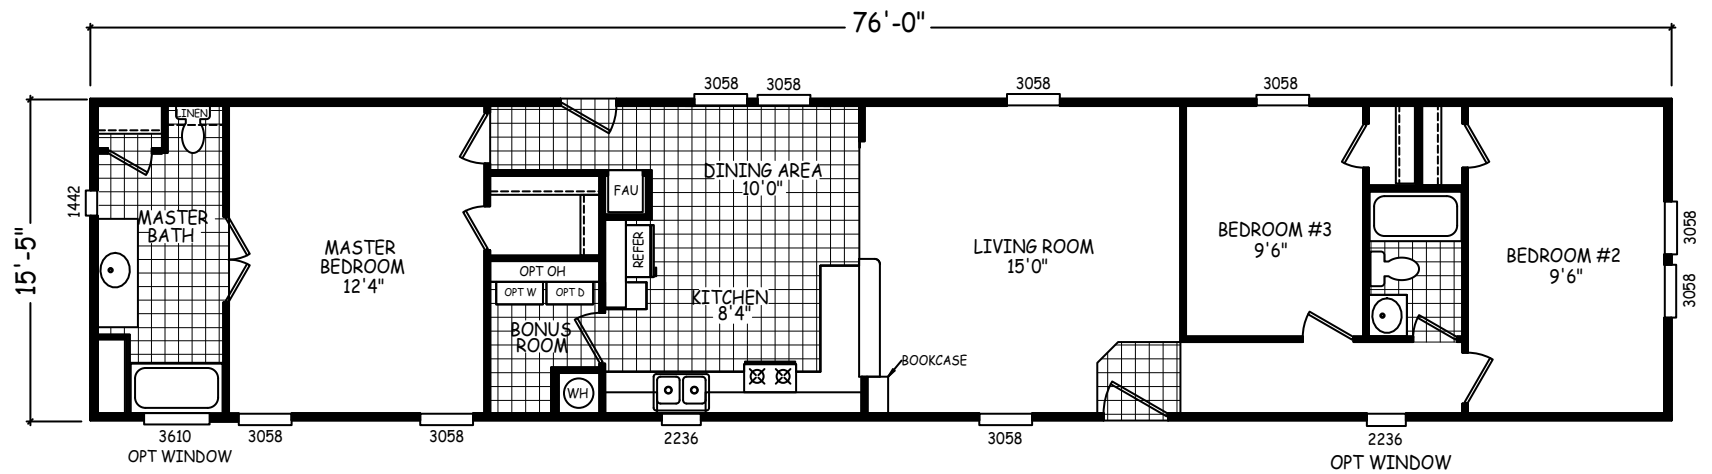 76'-0"
3058
3058
3058
3058
15'-5"
LINEN
1442
MASTER
BATH
MASTER
BEDROOM
12'4"
FAU
REFER
DINING AREA
10'0"
KITCHEN
8'4"
OPT OH
OPT W
OPT D
BONUS
ROOM
WH
LIVING ROOM
15'0"
BOOKCASE
BEDROOM #3
9'6"
BEDROOM #2
9'6"
3058
3058
3610
OPT WINDOW
3058
3058
2236
3058
2236
OPT WINDOW